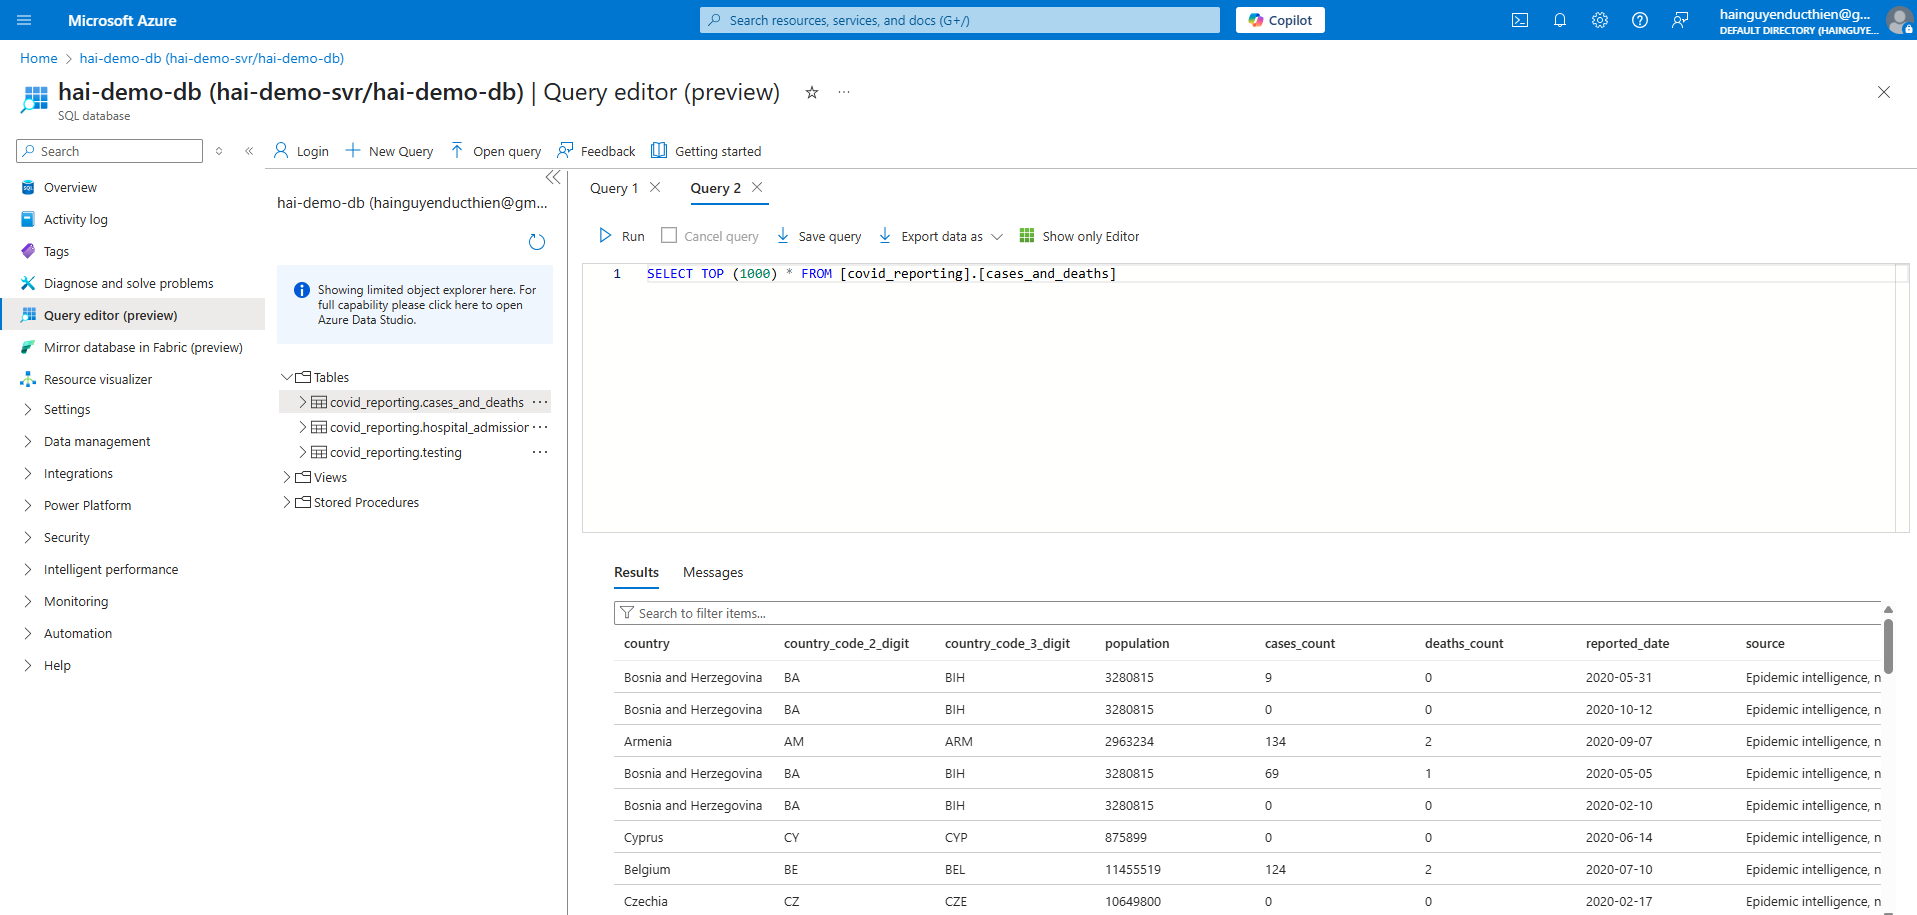 Microsoft Azure
Search resources, services, and docs (G+/)
Copilot
hainguyenducthien@g...
DEFAULT DIRECTORY (HAINGUYE...
Home > hai-demo-db (hai-demo-svr/hai-demo-db)
hai-demo-db (hai-demo-svr/hai-demo-db) | Query editor (preview)
SQL database
Search
Login
New Query
Open query
Feedback
Getting started
Overview
Activity log
Tags
Diagnose and solve problems
Query editor (preview)
Mirror database in Fabric (preview)
Resource visualizer
Settings
Data management
Integrations
Power Platform
Security
Intelligent performance
Monitoring
Automation
Help
hai-demo-db (hainguyenducthien@gm...
Showing limited object explorer here. For
full capability please click here to open
Azure Data Studio.
Tables
covid_reporting.cases_and_deaths ...
covid_reporting.hospital_admission ...
covid_reporting.testing ...
Views
Stored Procedures
Query 1
Query 2
Run
Cancel query
Save query
Export data as
Show only Editor
1 SELECT TOP (1000) * FROM [covid_reporting].[cases_and_deaths]
Results
Messages
Search to filter items...
country country_code_2_digit country_code_3_digit population cases_count deaths_count reported_date source
Bosnia and Herzegovina BA BIH 3280815 9 0 2020-05-31 Epidemic intelligence, n
Bosnia and Herzegovina BA BIH 3280815 0 0 2020-10-12 Epidemic intelligence, n
Armenia AM ARM 2963234 134 2 2020-09-07 Epidemic intelligence, n
Bosnia and Herzegovina BA BIH 3280815 69 1 2020-05-05 Epidemic intelligence, n
Bosnia and Herzegovina BA BIH 3280815 0 0 2020-02-10 Epidemic intelligence, n
Cyprus CY CYP 875899 0 0 2020-06-14 Epidemic intelligence, n
Belgium BE BEL 11455519 124 2 2020-07-10 Epidemic intelligence, n
Czechia CZ CZE 10649800 0 0 2020-02-17 Epidemic intelligence, n